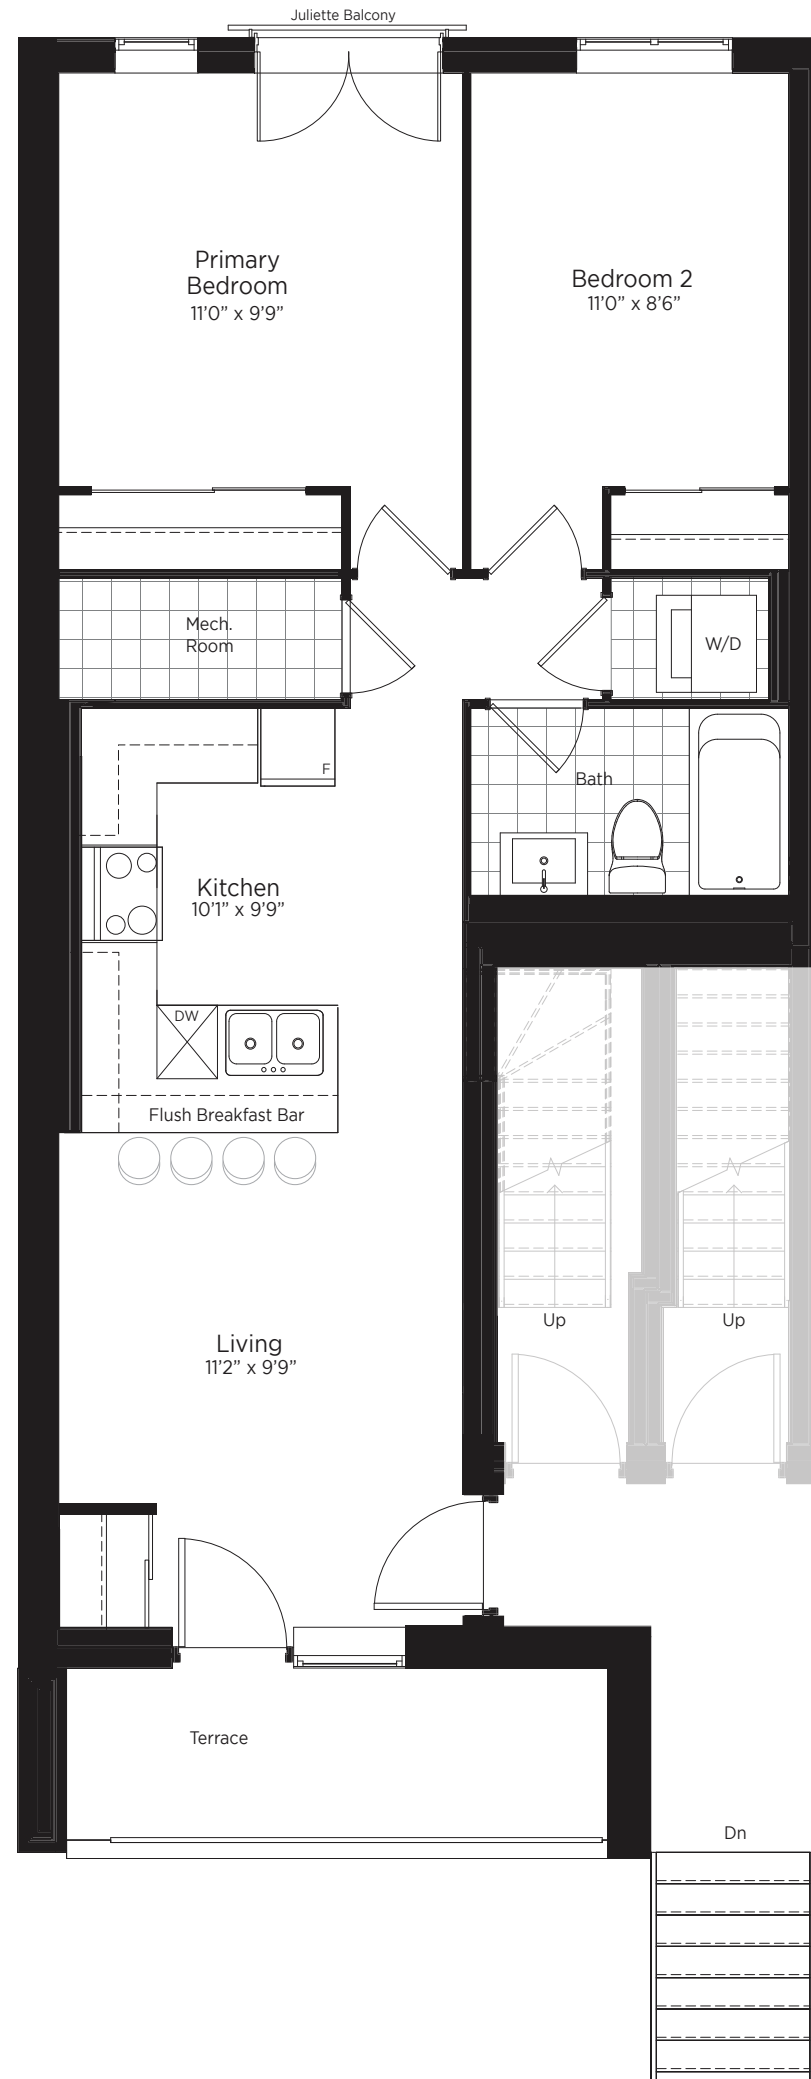 Juliette Balcony
Primary
Bedroom
11’0” x 9’9”
Bedroom 2
11’0” x 8’6”
Mech.
Room
W/D
F
Bath
Kitchen
10’1” x 9’9”
DW
Flush Breakfast Bar
Living
11’2” x 9’9”
Up
Up
Terrace
Dn